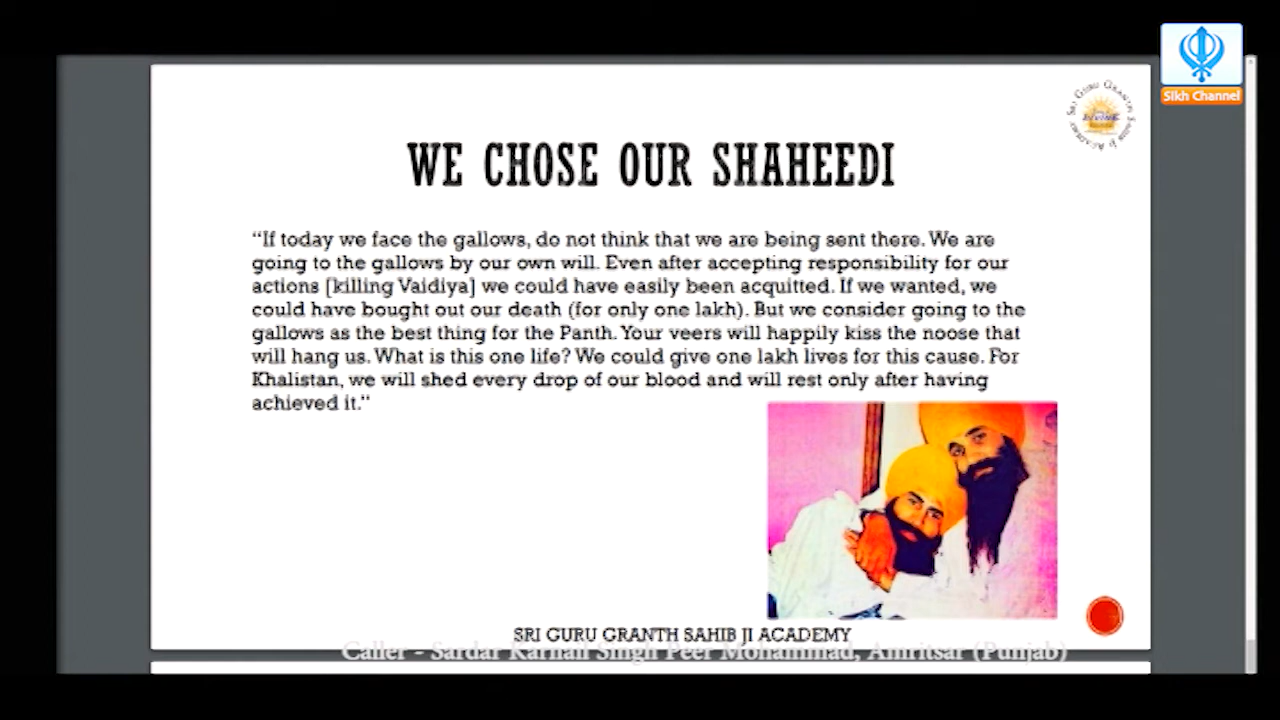 Sikh Channel
WE CHOSE OUR SHAHEEDI
“If today we face the gallows, do not think that we are being sent there. We are
going to the gallows by our own will. Even after accepting responsibility for our
actions [killing Vaidiya] we could have easily been acquitted. If we wanted, we
could have bought out our death (for only one lakh). But we consider going to the
gallows as the best thing for the Panth. Your veers will happily kiss the noose that
will hang us. What is this one life? We could give one lakh lives for this cause. For
Khalistan, we will shed every drop of our blood and will rest only after having
achieved it.”
SRI GURU GRANTH SAHIB JI ACADEMY
Caller - Sardar Karnail Singh Peer Mohammad, Amritsar (Punjab)